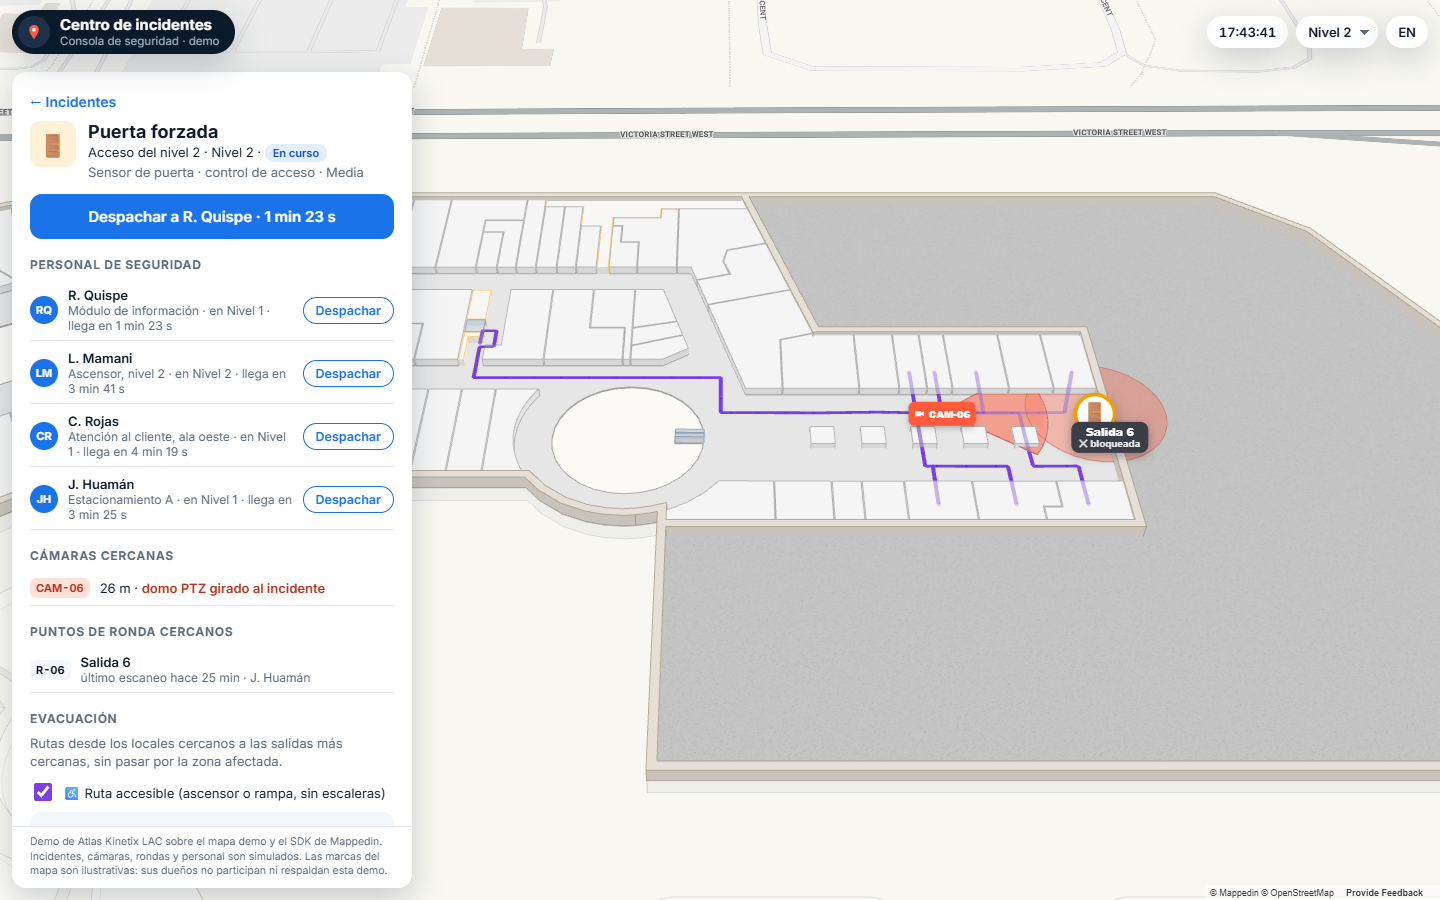 Centro de incidentes
Consola de seguridad · demo
17:43:41
Nivel 2
EN
← Incidentes
Puerta forzada
Acceso del nivel 2 · Nivel 2 · En curso
Sensor de puerta · control de acceso · Media
Despachar a R. Quispe · 1 min 23 s
PERSONAL DE SEGURIDAD
RQ
R. Quispe
Módulo de información · en Nivel 1 ·
llega en 1 min 23 s
Despachar
LM
L. Mamani
Ascensor, nivel 2 · en Nivel 2 · llega en
3 min 41 s
Despachar
CR
C. Rojas
Atención al cliente, ala oeste · en Nivel
1 · llega en 4 min 19 s
Despachar
JH
J. Huamán
Estacionamiento A · en Nivel 1 · llega en
3 min 25 s
Despachar
CÁMARAS CERCANAS
CAM-06 26 m · domo PTZ girado al incidente
PUNTOS DE RONDA CERCANOS
R-06
Salida 6
último escaneo hace 25 min · J. Huamán
EVACUACIÓN
Rutas desde los locales cercanos a las salidas más
cercanas, sin pasar por la zona afectada.
Ruta accesible (ascensor o rampa, sin escaleras)
Demo de Atlas Kinetix LAC sobre el mapa demo y el SDK de Mappedin.
Incidentes, cámaras, rondas y personal son simulados. Las marcas del
mapa son ilustrativas: sus dueños no participan ni respaldan esta demo.
VICTORIA STREET WEST
VICTORIA STREET WEST
CAM-06
Salida 6
bloqueada
© Mappedin © OpenStreetMap Provide Feedback